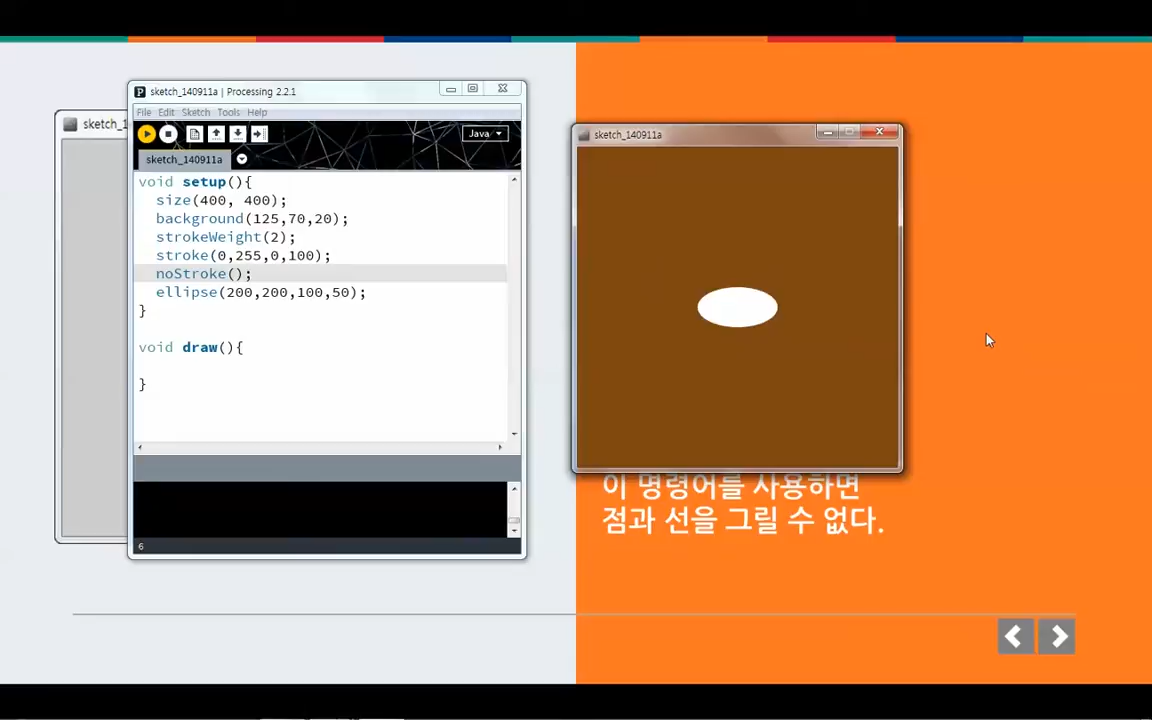 sketch_1
sketch_140911a | Processing 2.2.1
File Edit Sketch Tools Help
Java
sketch_140911a
void setup(){
size(400, 400);
background(125,70,20);
strokeWeight(2);
stroke(0,255,0,100);
noStroke();
ellipse(200,200,100,50);
}
void draw(){
}
6
sketch_140911a
이 명령어를 사용하면
점과 선을 그릴 수 없다.